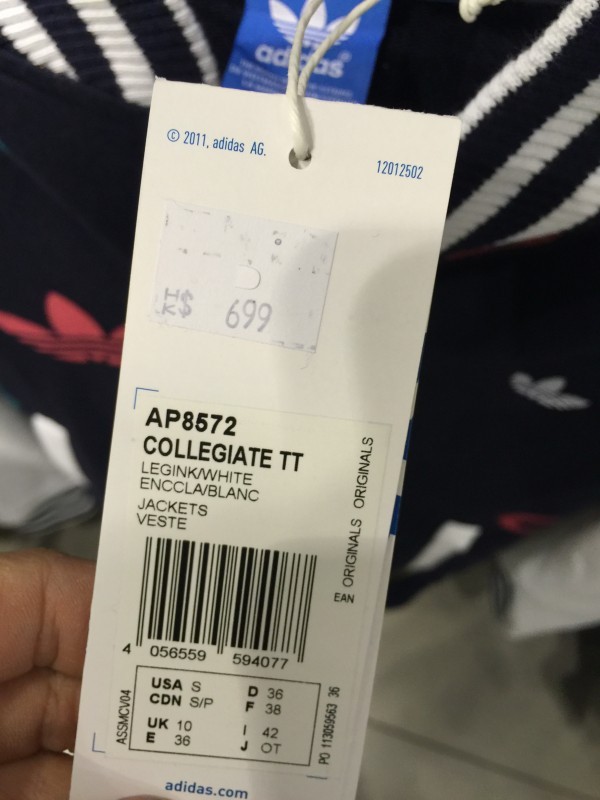 adidas
© 2011, adidas AG.
12012502
HK$ 699
AP8572
COLLEGIATE TT
LEGINK/WHITE
ENCCLA/BLANC
JACKETS
VESTE
EAN ORIGINALS ORIGINALS
4 056559 594077
ASSMCV04
USA S D 36
CDN S/P F 38
UK 10 I 42
E 36 J OT
PO 113059563 36
adidas.com